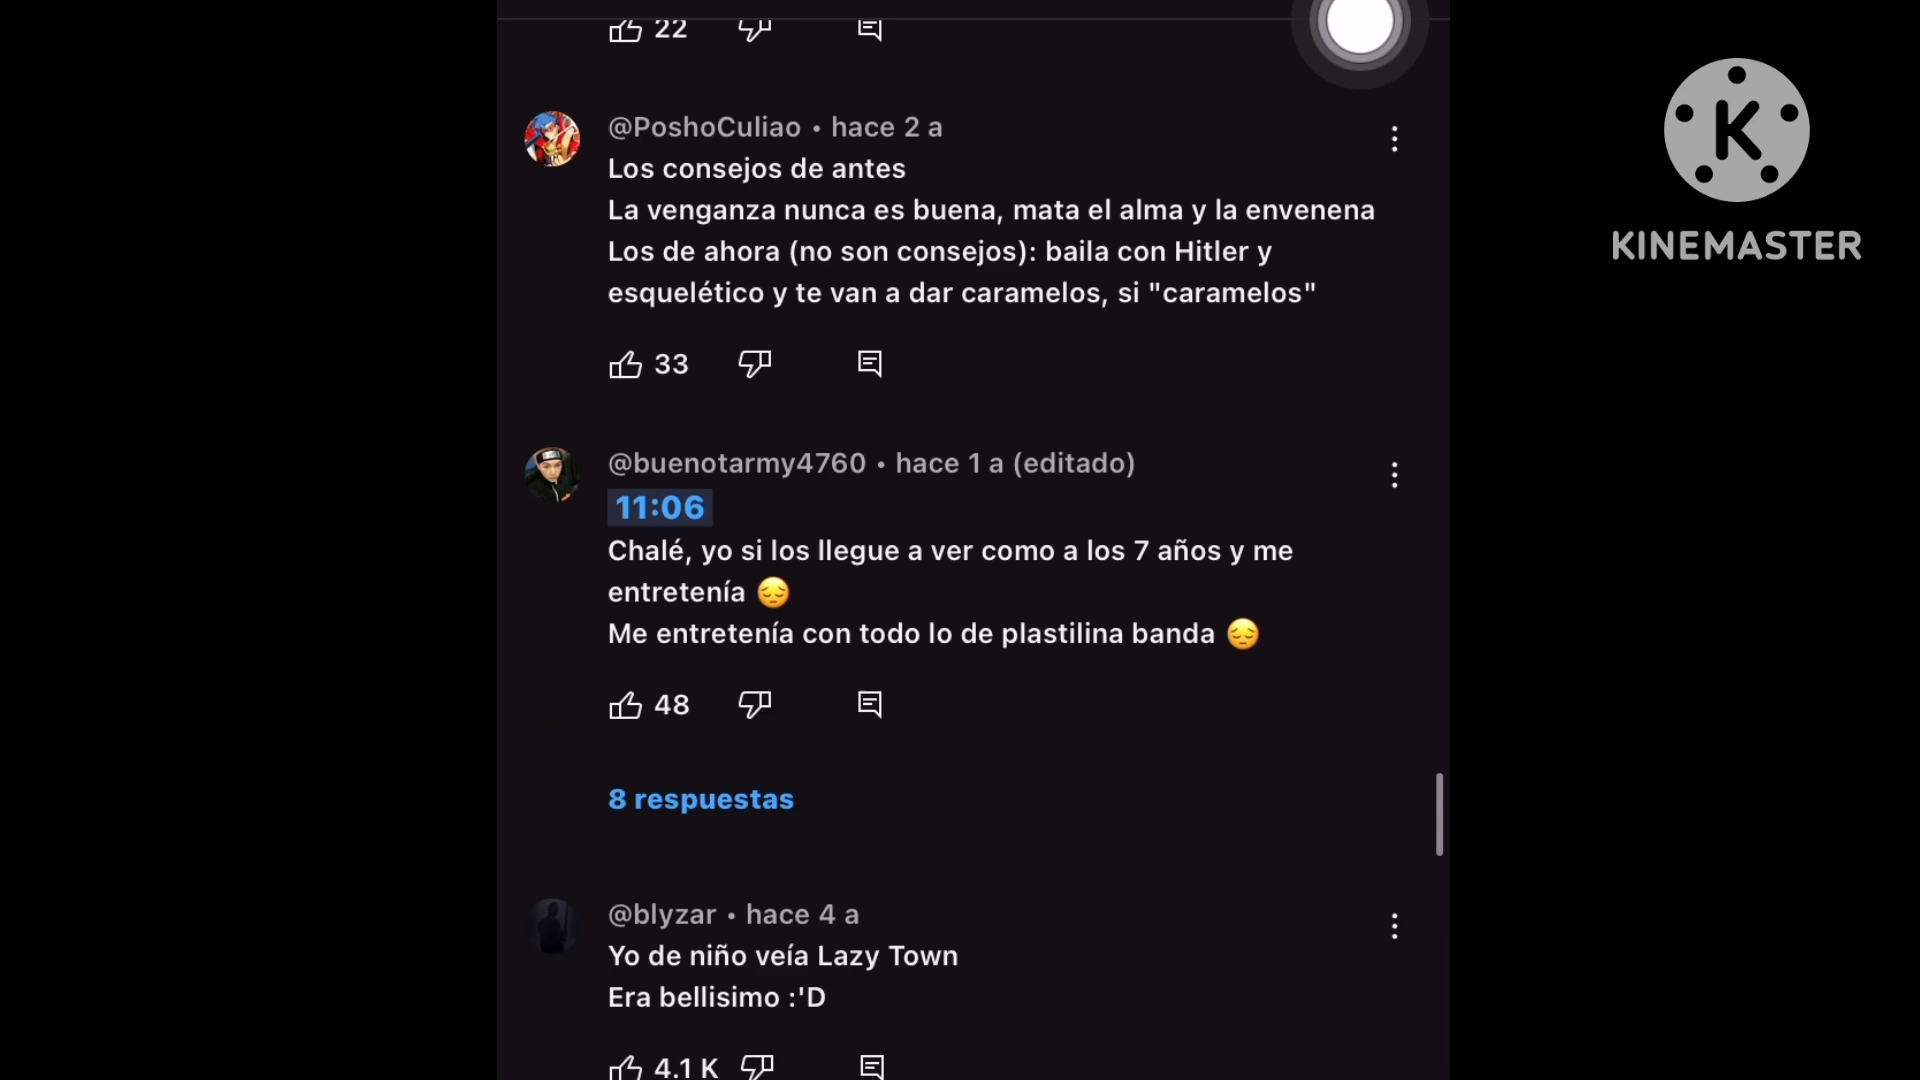 22
@PoshoCuliao • hace 2 a
Los consejos de antes
La venganza nunca es buena, mata el alma y la envenena
Los de ahora (no son consejos): baila con Hitler y
esquelético y te van a dar caramelos, si "caramelos"
33
@buenotarmy4760 • hace 1 a (editado)
11:06
Chalé, yo si los llegue a ver como a los 7 años y me
entretenía 😔
Me entretenía con todo lo de plastilina banda 😔
48
8 respuestas
@blyzar • hace 4 a
Yo de niño veía Lazy Town
Era bellisimo :'D
4.1 K
K
KINEMASTER